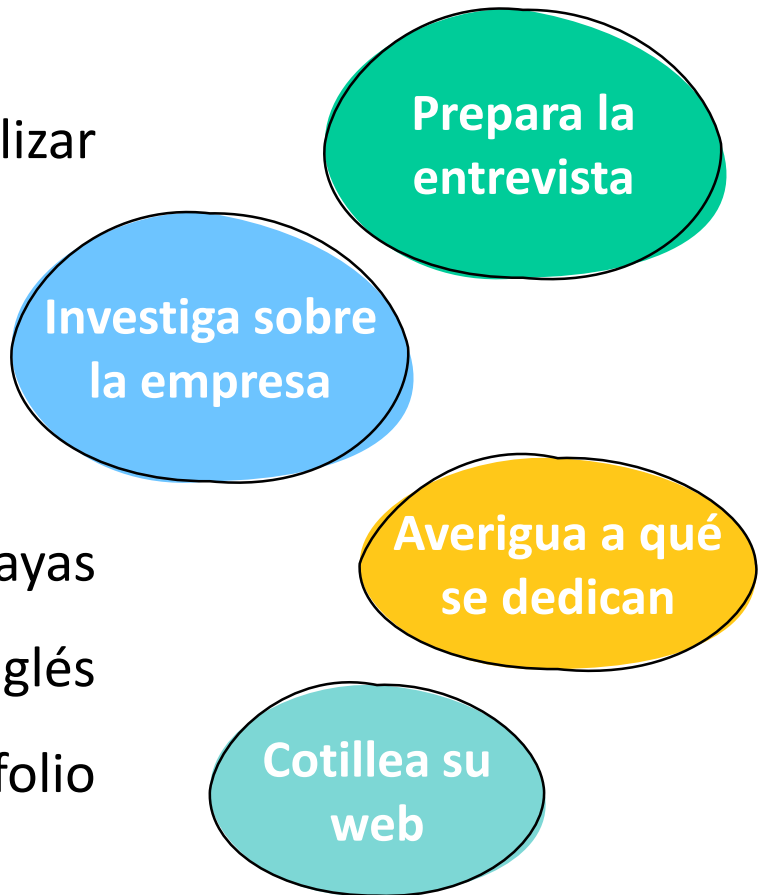 lizar
Prepara la
entrevista
Investiga sobre
la empresa
Averigua a qué
se dedican
ayas
glés
folio
Cotillea su
web